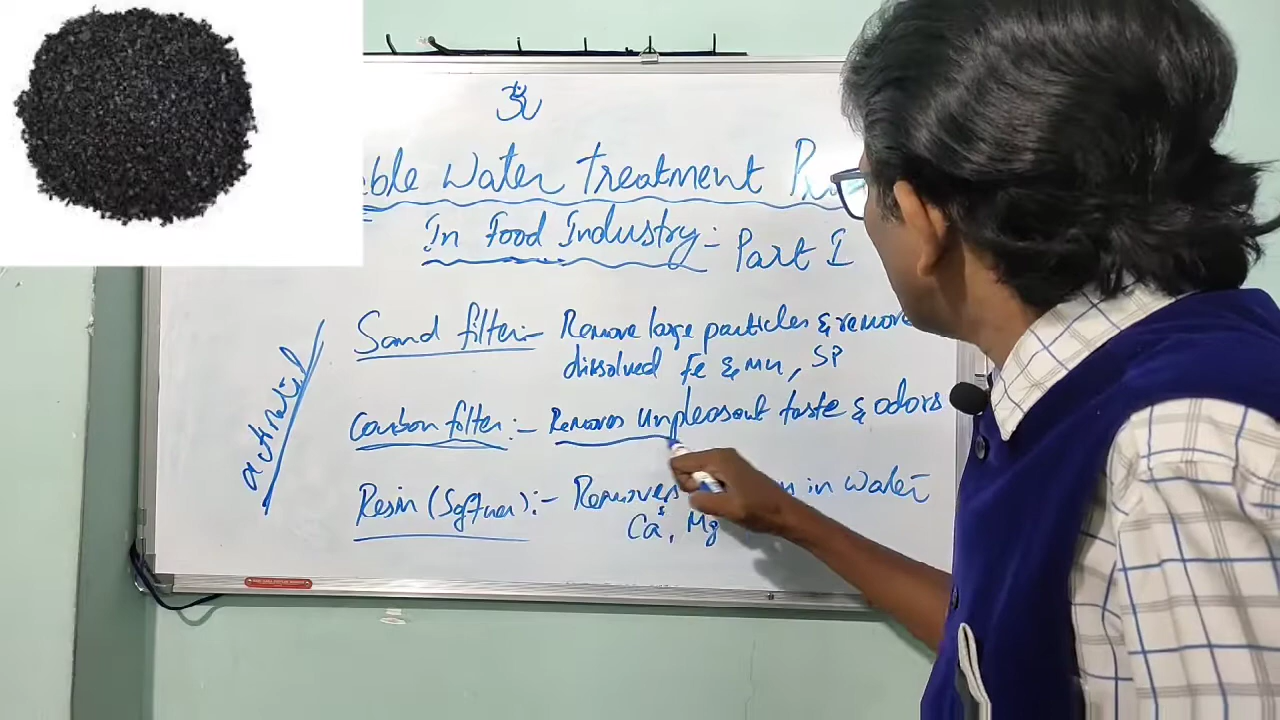 ॐ
ble Water Treatment Pr
In Food Industry:- Part I
Sand filter:- Remove large particles & remove
dissolved Fe & Mn, SP
activated
Carbon filter:- Removes unpleasant taste & odors
Resin (Softner):- Removes in water
Ca, Mg